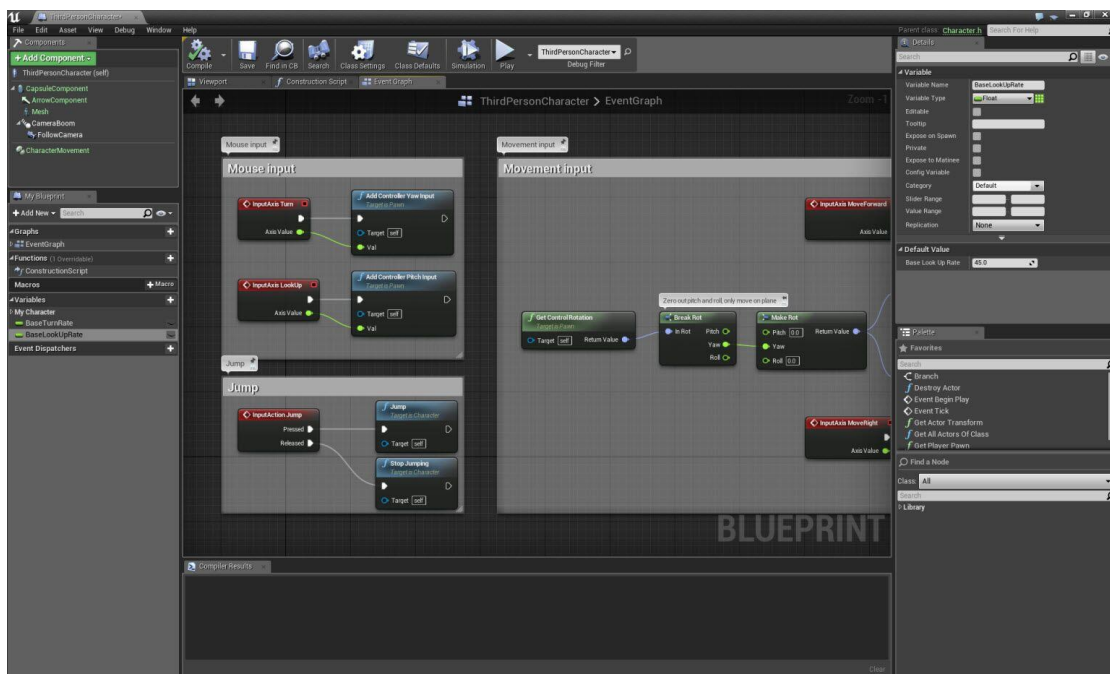 ThirdPersonCharacter
File Edit Asset View Debug Window Help
Parent class: Character.h Search For Help
Components
+Add Component
ThirdPersonCharacter (self)
CapsuleComponent
ArrowComponent
Mesh
CameraBoom
FollowCamera
CharacterMovement
My Blueprint
+Add New Search
Graphs
EventGraph
Functions (1 Overridable)
ConstructionScript
Macros +Macro
Variables
My Character
BaseTurnRate
BaseLookUpRate
Event Dispatchers
Compile Save Find in CB Search Class Settings Class Defaults Simulation Play
ThirdPersonCharacter
Debug Filter
Viewport Construction Script Event Graph
ThirdPersonCharacter > EventGraph
Zoom -1
Mouse input
Mouse input
InputAxis Turn
Axis Value
Add Controller Yaw Input
Target is Pawn
Target self
Val
InputAxis LookUp
Axis Value
Add Controller Pitch Input
Target is Pawn
Target self
Val
Jump
Jump
InputAction Jump
Pressed
Released
Jump
Target is Character
Target self
Stop Jumping
Target is Character
Target self
Movement input
Movement input
InputAxis MoveForward
Axis Value
Zero out pitch and roll, only move on plane
Get ControlRotation
Target is Pawn
Target self Return Value
Break Rot
In Rot Pitch
Yaw
Roll
Make Rot
Pitch 0.0 Return Value
Yaw
Roll 0.0
InputAxis MoveRight
Axis Value
BLUEPRINT
Compiler Results
Clear
Details
Search
Variable
Variable Name BaseLookUpRate
Variable Type Float
Editable
Tooltip
Expose on Spawn
Private
Expose to Matinee
Config Variable
Category Default
Slider Range
Value Range
Replication None
Default Value
Base Look Up Rate 45.0
Palette
Favorites
Search
Branch
Destroy Actor
Event Begin Play
Event Tick
Get Actor Transform
Get All Actors Of Class
Get Player Pawn
Find a Node
Class: All
Search
Library